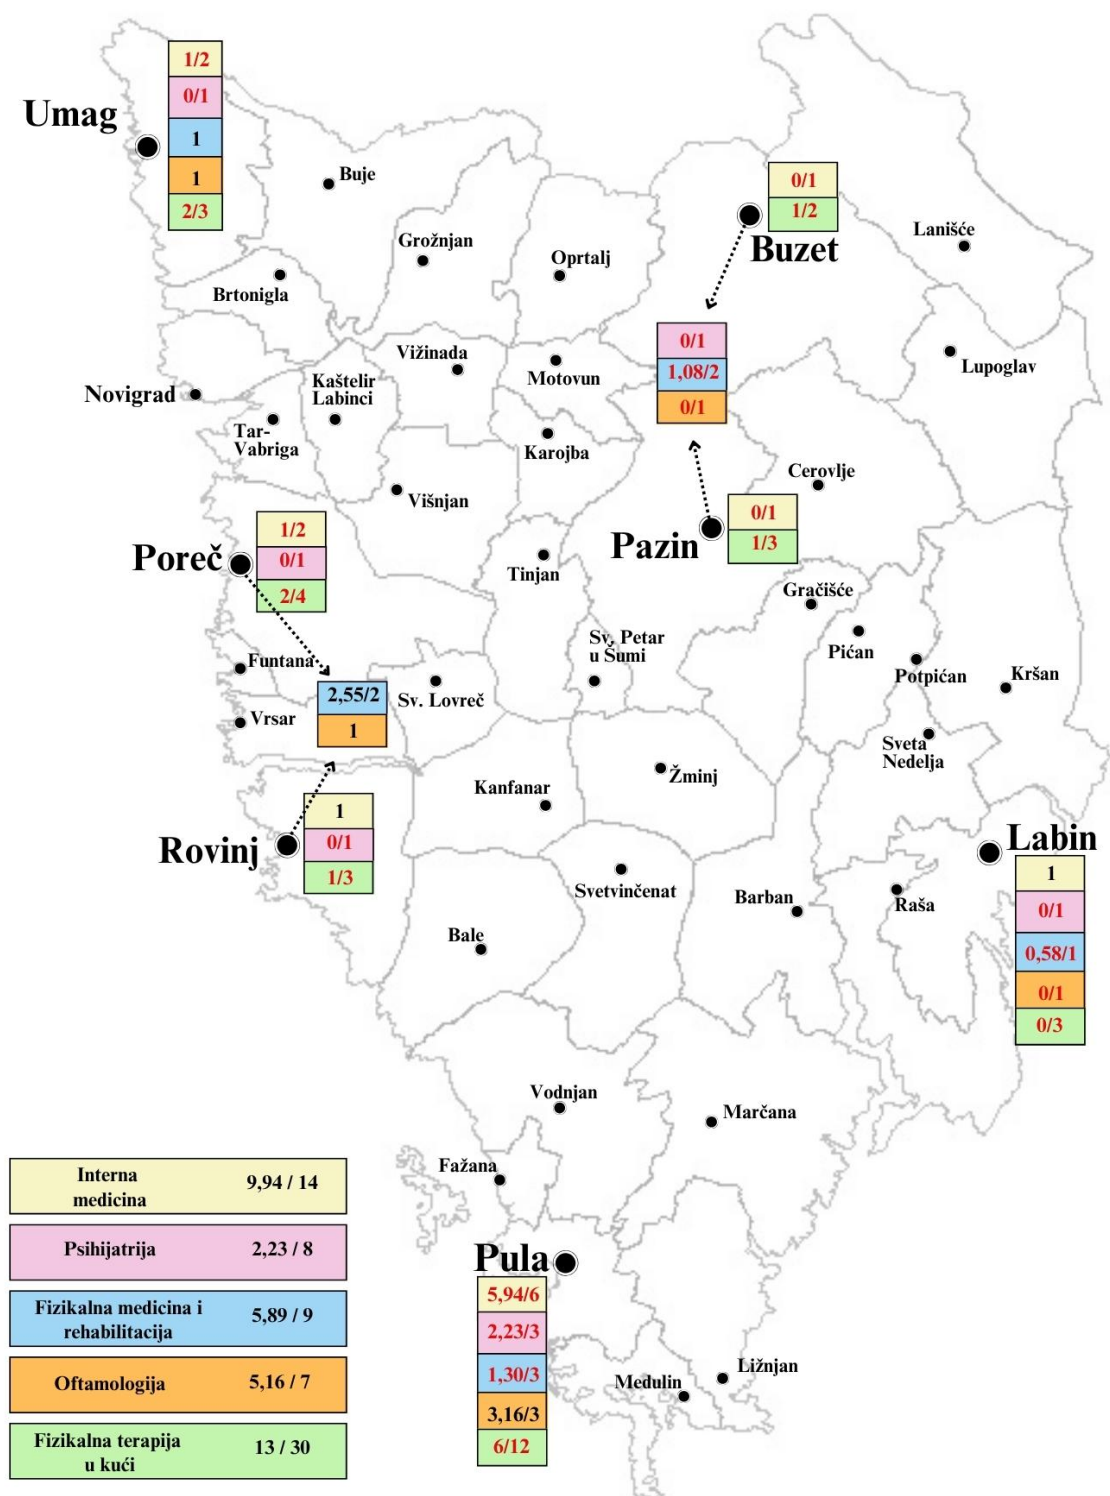 Umag
1/2
0/1
1
1
2/3
Buje
Grožnjan
Oprtalj
Brtonigla
0/1
1/2
Buzet
Lanišće
Novigrad
Vižinada
Kaštelir
Labinci
Tar-
Vabriga
Motovun
Karojba
Višnjan
0/1
1,08/2
0/1
Lupoglav
Cerovlje
Poreč
1/2
0/1
2/4
Tinjan
Pazin
0/1
1/3
Gračišće
Sv. Petar
u Šumi
Pićan
Potpićan
Kršan
Funtana
Vrsar
2,55/2
1
Sv. Lovreč
Sveta
Nedelja
Kanfanar
Žminj
Rovinj
1
0/1
1/3
Svetvinčenat
Barban
Bale
Labin
Raša
1
0/1
0,58/1
0/1
0/3
Vodnjan
Marčana
Fažana
Pula
5,94/6
2,23/3
1,30/3
3,16/3
6/12
Medulin
Ližnjan
Interna
medicina 9,94 / 14
Psihijatrija 2,23 / 8
Fizikalna medicina i
rehabilitacija 5,89 / 9
Oftamologija 5,16 / 7
Fizikalna terapija
u kući 13 / 30